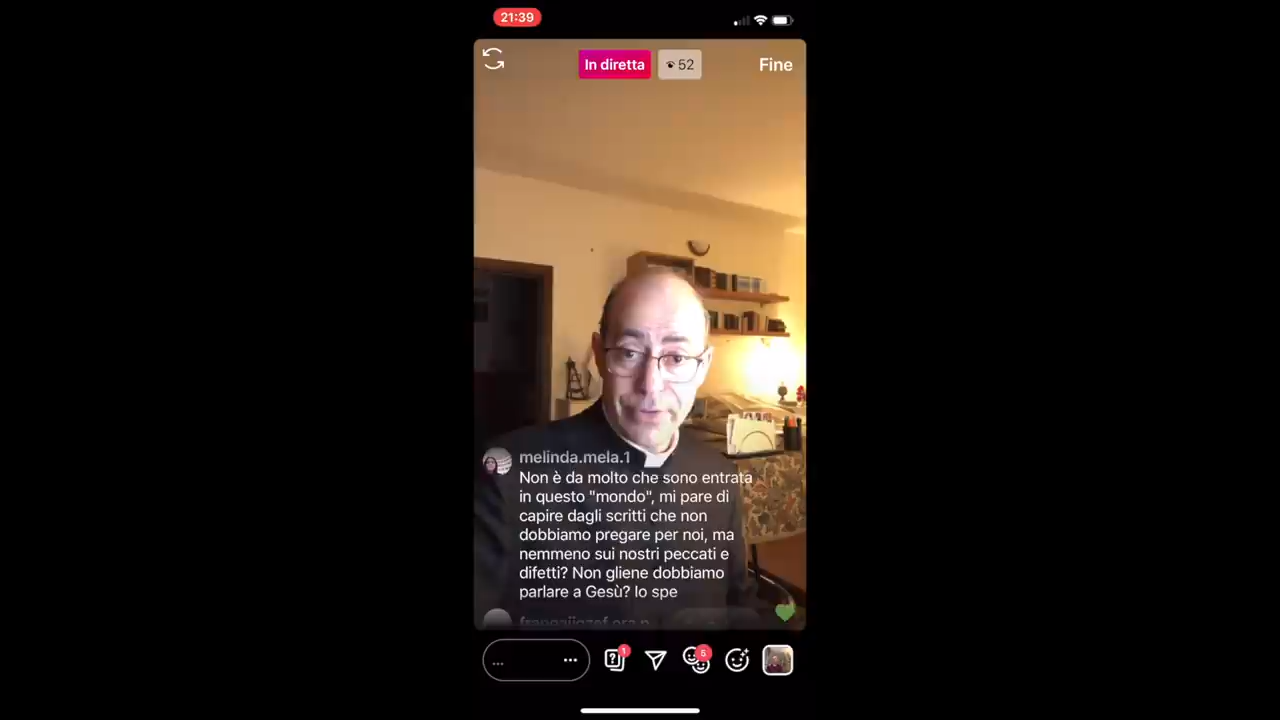 21:39
In diretta
52
Fine
melinda.mela.1
Non è da molto che sono entrata
in questo "mondo", mi pare di
capire dagli scritti che non
dobbiamo pregare per noi, ma
nemmeno sui nostri peccati e
difetti? Non gliene dobbiamo
parlare a Gesù? Io spe
...
1
5